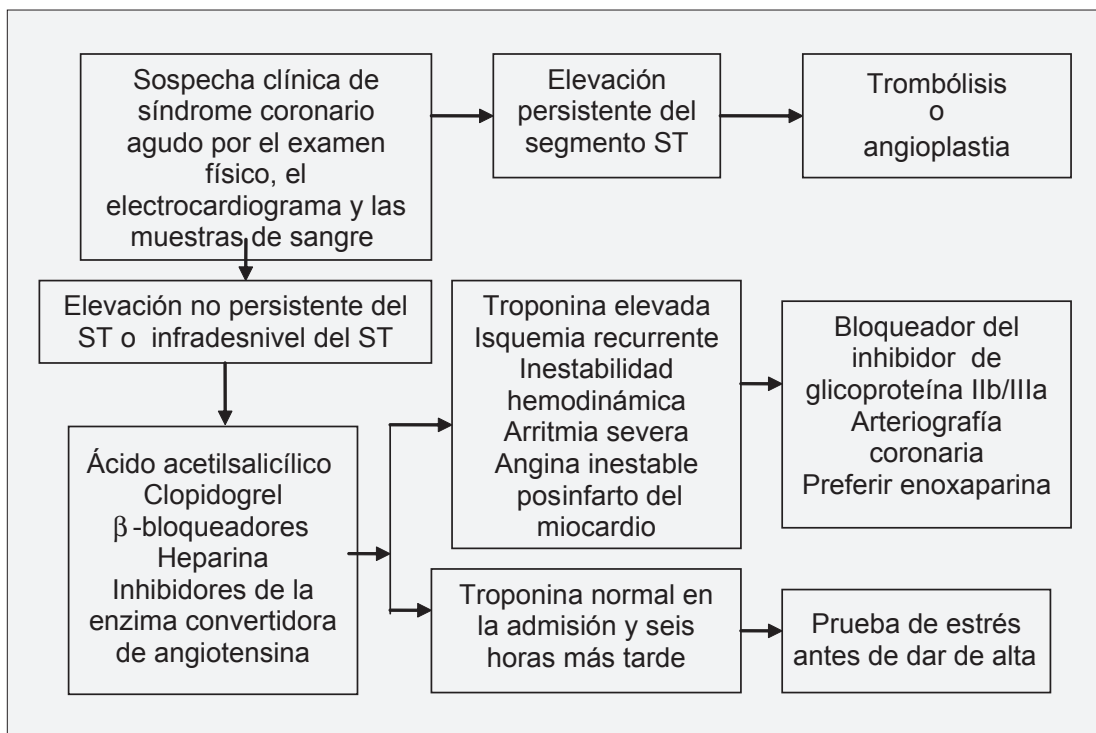 Sospecha clínica de
síndrome coronario
agudo por el examen
físico, el
electrocardiograma y las
muestras de sangre
Elevación
persistente del
segmento ST
Trombólisis
o
angioplastia
Elevación no persistente del
ST o infradesnivel del ST
Ácido acetilsalicílico
Clopidogrel
β-bloqueadores
Heparina
Inhibidores de la
enzima convertidora
de angiotensina
Troponina elevada
Isquemia recurrente
Inestabilidad
hemodinámica
Arritmia severa
Angina inestable
posinfarto del
miocardio
Bloqueador del
inhibidor de
glicoproteína IIb/IIIa
Arteriografía
coronaria
Preferir enoxaparina
Troponina normal en
la admisión y seis
horas más tarde
Prueba de estrés
antes de dar de alta